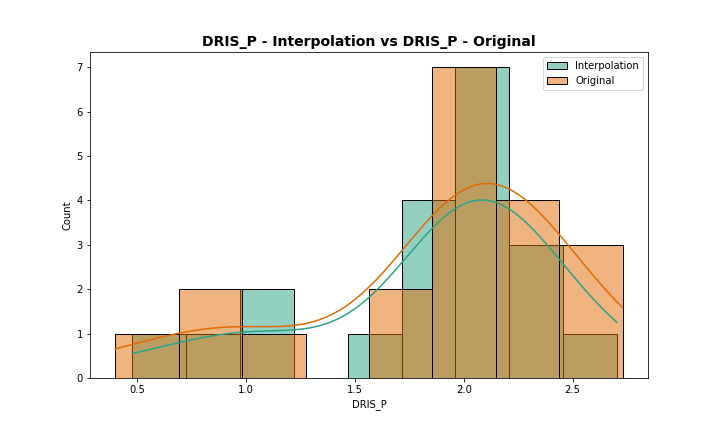 DRIS_P - Interpolation vs DRIS_P - Original
Interpolation
Original
7
6
5
4
3
2
1
0
Count
0.5 1.0 1.5 2.0 2.5
DRIS_P